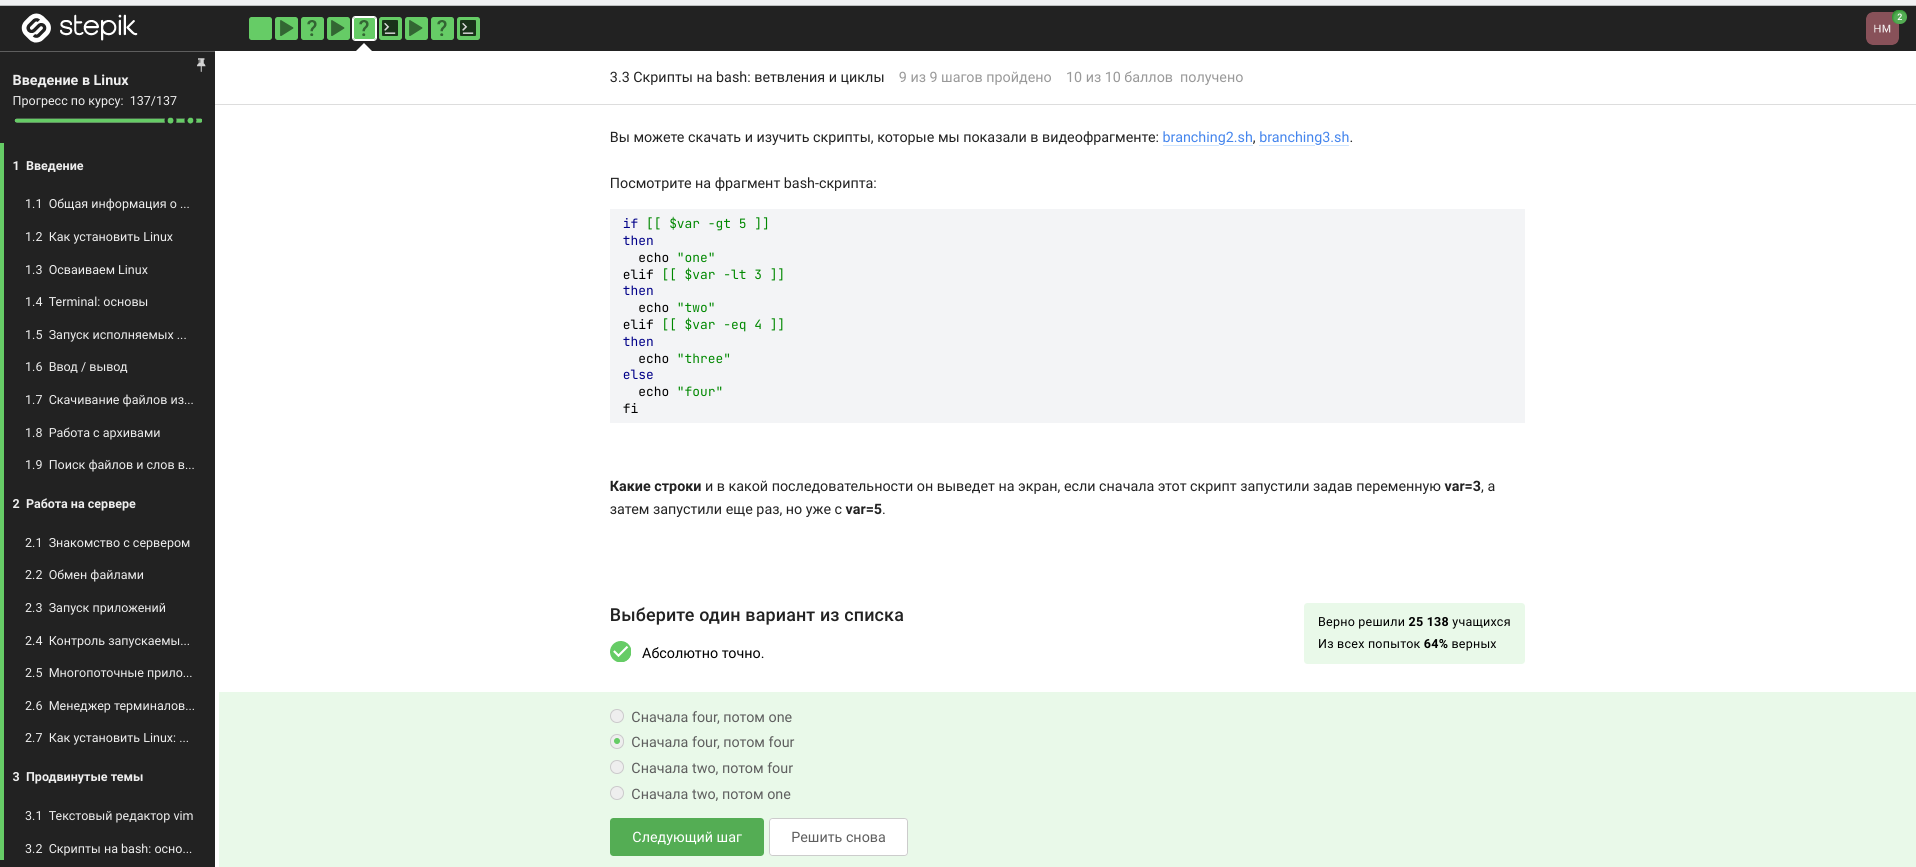 stepik
HM
2
Введение в Linux
Прогресс по курсу: 137/137
1 Введение
1.1 Общая информация о ...
1.2 Как установить Linux
1.3 Осваиваем Linux
1.4 Terminal: основы
1.5 Запуск исполняемых ...
1.6 Ввод / вывод
1.7 Скачивание файлов из...
1.8 Работа с архивами
1.9 Поиск файлов и слов в...
2 Работа на сервере
2.1 Знакомство с сервером
2.2 Обмен файлами
2.3 Запуск приложений
2.4 Контроль запускаемы...
2.5 Многопоточные прило...
2.6 Менеджер терминалов...
2.7 Как установить Linux: ...
3 Продвинутые темы
3.1 Текстовый редактор vim
3.2 Скрипты на bash: осно...
3.3 Скрипты на bash: ветвления и циклы 9 из 9 шагов пройдено 10 из 10 баллов получено
Вы можете скачать и изучить скрипты, которые мы показали в видеофрагменте: branching2.sh, branching3.sh.
Посмотрите на фрагмент bash-скрипта:
if [[ $var -gt 5 ]]
then
  echo "one"
elif [[ $var -lt 3 ]]
then
  echo "two"
elif [[ $var -eq 4 ]]
then
  echo "three"
else
  echo "four"
fi
Какие строки и в какой последовательности он выведет на экран, если сначала этот скрипт запустили задав переменную var=3, а
затем запустили еще раз, но уже с var=5.
Выберите один вариант из списка
Абсолютно точно.
Верно решили 25 138 учащихся
Из всех попыток 64% верных
Сначала four, потом one
Сначала four, потом four
Сначала two, потом four
Сначала two, потом one
Следующий шаг
Решить снова